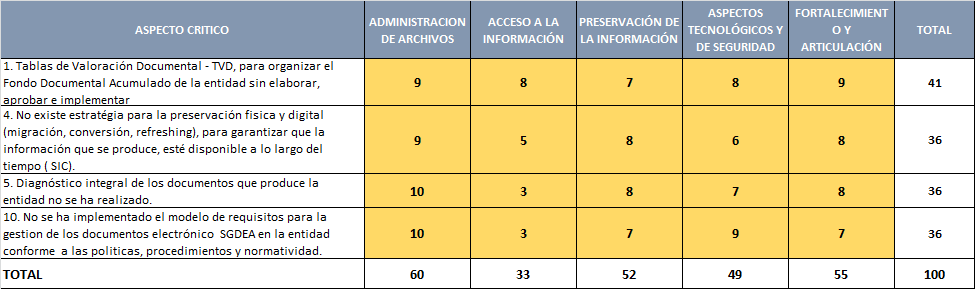 ASPECTO CRITICO
ADMINISTRACION
DE ARCHIVOS
ACCESO A LA
INFORMACIÓN
PRESERVACIÓN DE
LA INFORMACIÓN
ASPECTOS
TECNOLÓGICOS Y
DE SEGURIDAD
FORTALECIMIENT
O Y
ARTICULACIÓN
TOTAL
1. Tablas de Valoración Documental - TVD, para organizar el
Fondo Documental Acumulado de la entidad sin elaborar,
aprobar e implementar
9 8 7 8 9 41
4. No existe estratégia para la preservación fisica y digital
(migración, conversión, refreshing), para garantizar que la
información que se produce, esté disponible a lo largo del
tiempo ( SIC).
9 5 8 6 8 36
5. Diagnóstico integral de los documentos que produce la
entidad no se ha realizado.
10 3 8 7 8 36
10. No se ha implementado el modelo de requisitos para la
gestion de los documentos electrónico SGDEA en la entidad
conforme a las politicas, procedimientos y normatividad.
10 3 7 9 7 36
TOTAL 60 33 52 49 55 100